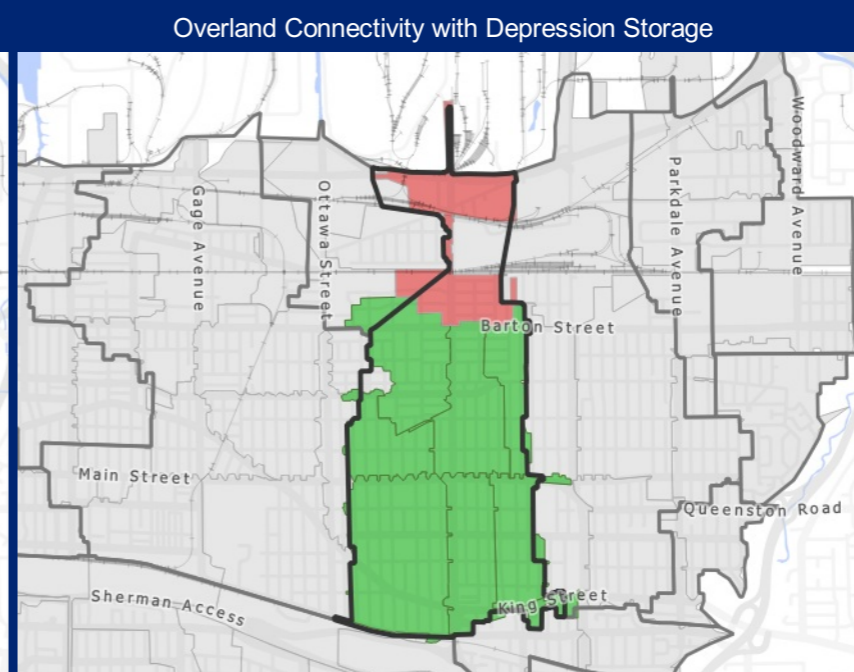 Overland Connectivity with Depression Storage
Woodward Avenue
Parkdale Avenue
Gage Avenue
Ottawa Street
Barton Street
Main Street
Queenston Road
Sherman Access
King Street